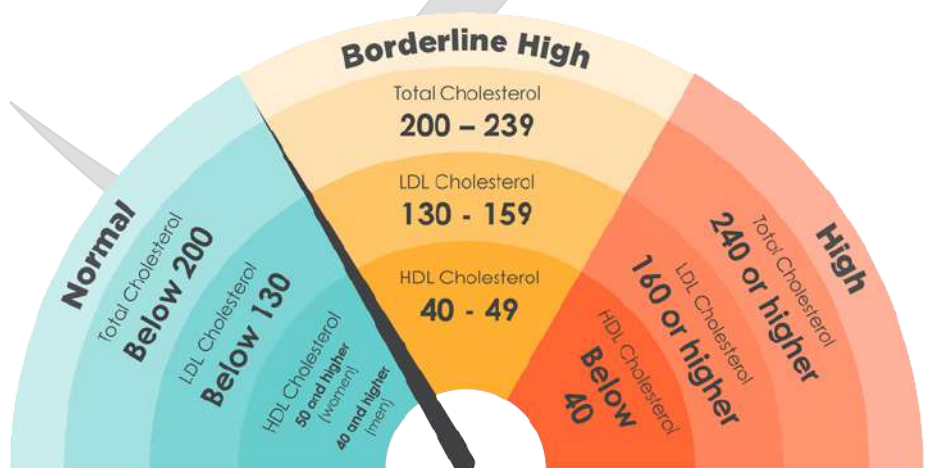 Normal
Total Cholesterol
Below 200
LDL Cholesterol
Below 130
HDL Cholesterol
50 and higher
(women)
40 and higher
(men)
Borderline High
Total Cholesterol
200 – 239
LDL Cholesterol
130 - 159
HDL Cholesterol
40 - 49
High
Total Cholesterol
240 or higher
LDL Cholesterol
160 or higher
HDL Cholesterol
Below
40